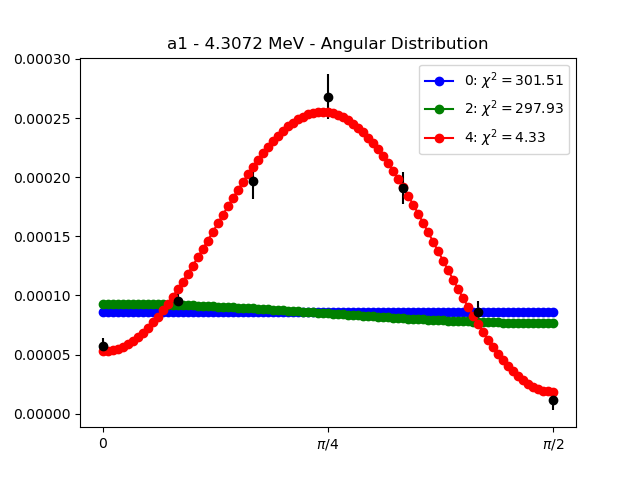 a1 - 4.3072 MeV - Angular Distribution
0.00030
0.00025
0.00020
0.00015
0.00010
0.00005
0.00000
0: χ² = 301.51
2: χ² = 297.93
4: χ² = 4.33
0
π/4
π/2